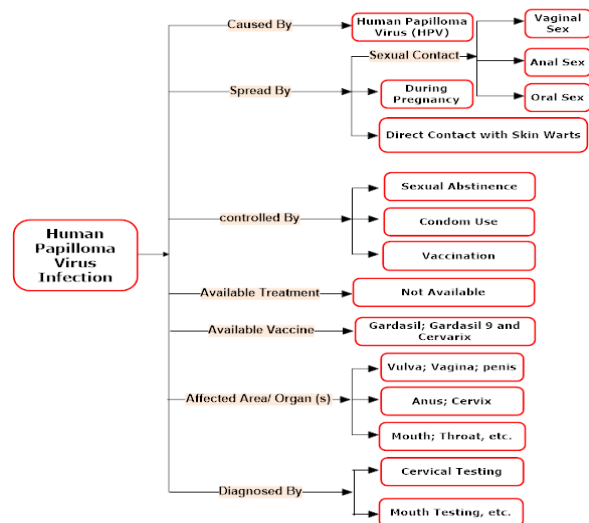 Caused By
Human Papilloma
Virus (HPV)
Sexual Contact
Vaginal
Sex
Anal Sex
Oral Sex
Spread By
During
Pregnancy
Direct Contact with Skin Warts
Human
Papilloma
Virus
Infection
controlled By
Sexual Abstinence
Condom Use
Vaccination
Available Treatment
Not Available
Available Vaccine
Gardasil; Gardasil 9 and
Cervarix
Affected Area/ Organ (s)
Vulva; Vagina; penis
Anus; Cervix
Mouth; Throat, etc.
Diagnosed By
Cervical Testing
Mouth Testing, etc.